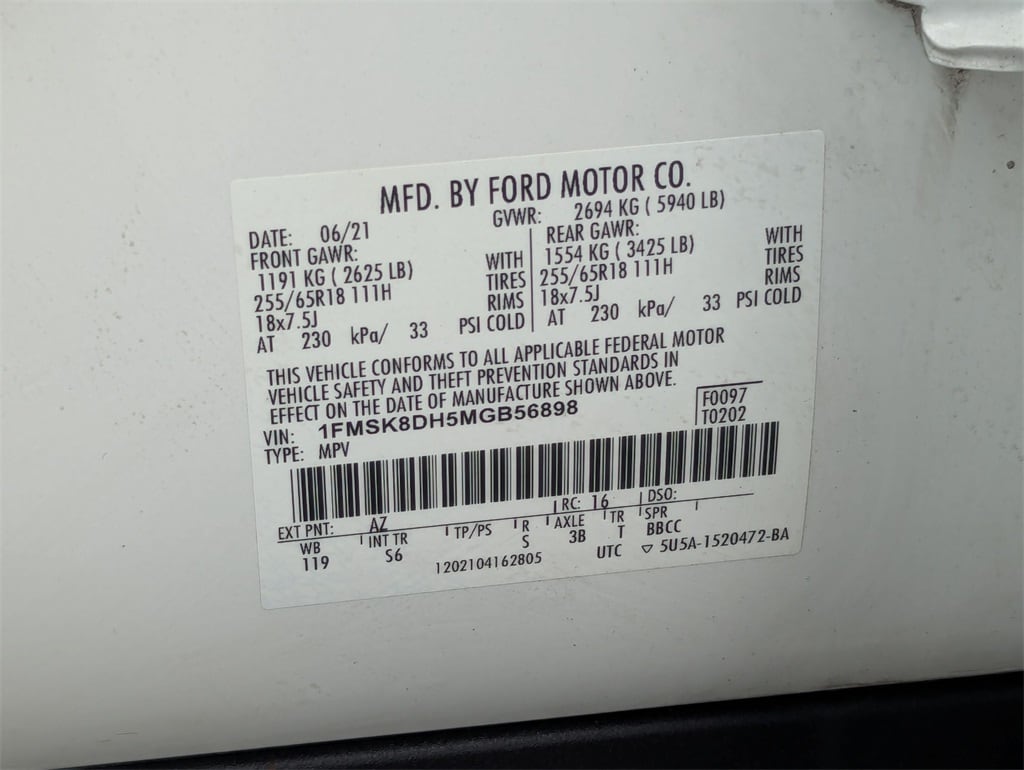 MFD. BY FORD MOTOR CO.
DATE: 06/21 GVWR: 2694 KG ( 5940 LB)
FRONT GAWR:
1191 KG ( 2625 LB) WITH
255/65R18 111H TIRES
18x7.5J RIMS
AT 230 kPa/ 33 PSI COLD
REAR GAWR:
1554 KG ( 3425 LB) WITH
255/65R18 111H TIRES
18x7.5J RIMS
AT 230 kPa/ 33 PSI COLD
THIS VEHICLE CONFORMS TO ALL APPLICABLE FEDERAL MOTOR
VEHICLE SAFETY AND THEFT PREVENTION STANDARDS IN
EFFECT ON THE DATE OF MANUFACTURE SHOWN ABOVE.
VIN: 1FMSK8DH5MGB56898
TYPE: MPV
F0097
T0202
EXT PNT: AZ RC: 16 DSO:
WB INT TR TP/PS R AXLE TR SPR
119 S6 S 3B T BBCC
1202104162805 UTC ▽ 5U5A-1520472-BA